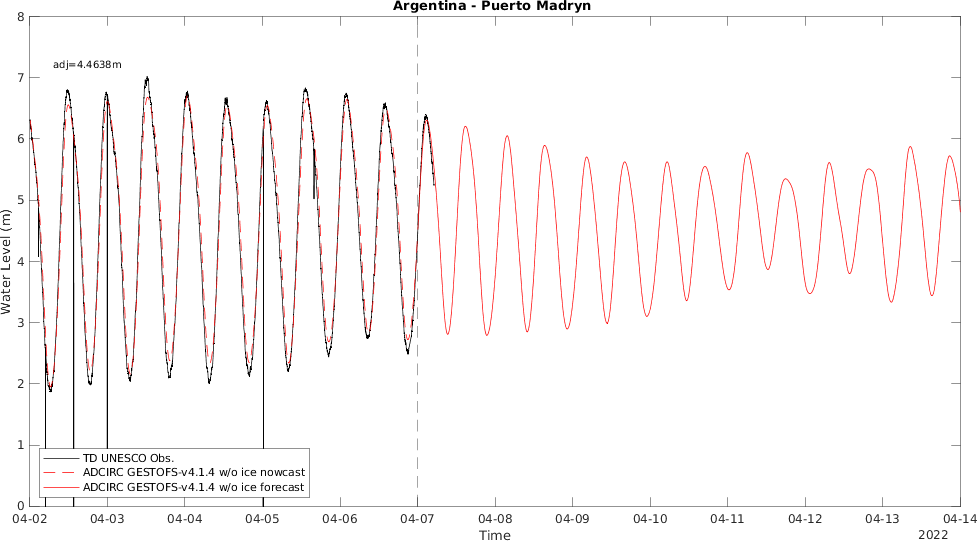 Argentina - Puerto Madryn
8
adj=4.4638m
7
6
5
4
3
2
1
0
Water Level (m)
TD UNESCO Obs.
ADCIRC GESTOFS-v4.1.4 w/o ice nowcast
ADCIRC GESTOFS-v4.1.4 w/o ice forecast
04-02 04-03 04-04 04-05 04-06 04-07 04-08 04-09 04-10 04-11 04-12 04-13 04-14
Time
2022